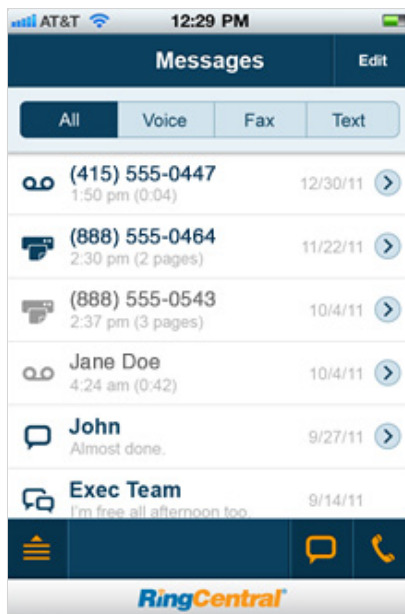 AT&T 12:29 PM
Messages Edit
All Voice Fax Text
(415) 555-0447
1:50 pm (0:04) 12/30/11
(888) 555-0464
2:30 pm (2 pages) 11/22/11
(888) 555-0543
2:37 pm (3 pages) 10/4/11
Jane Doe
4:24 am (0:42) 10/4/11
John
Almost done. 9/27/11
Exec Team
I'm free all afternoon too. 9/14/11
RingCentral